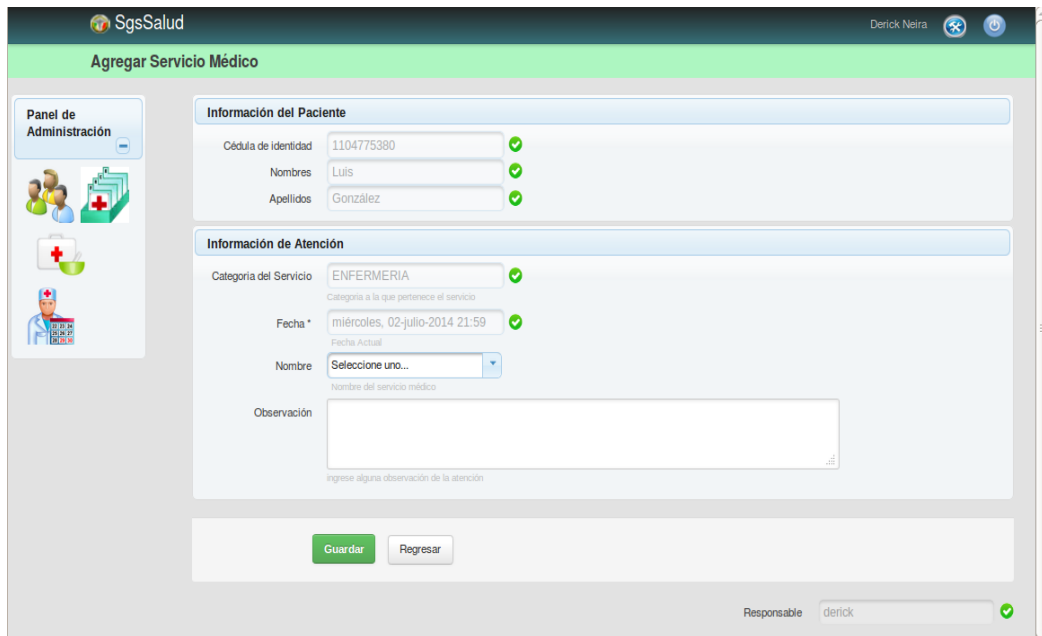 SgsSalud
Derick Neira
Agregar Servicio Médico
Panel de
Administración
Información del Paciente
Cédula de identidad 1104775380
Nombres Luis
Apellidos González
Información de Atención
Categoria del Servicio ENFERMERIA
Categoria a la que pertenece el servicio
Fecha * miércoles, 02-julio-2014 21:59
Fecha Actual
Nombre Seleccione uno...
Nombre del servicio médico
Observación
ingrese alguna observación de la atención
Guardar Regresar
Responsable derick